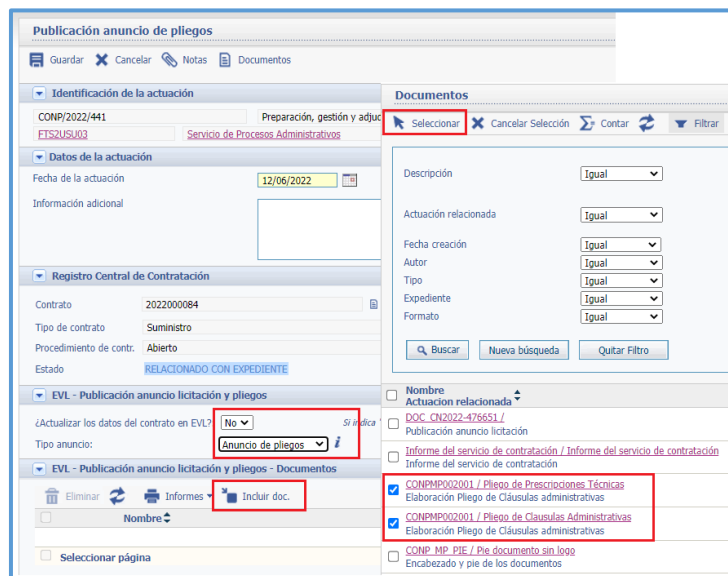 Publicación anuncio de pliegos
Guardar Cancelar Notas Documentos
Identificación de la actuación
CONP/2022/441 Preparación, gestión y adjuc
FTS2USU03 Servicio de Procesos Administrativos
Datos de la actuación
Fecha de la actuación 12/06/2022
Información adicional
Registro Central de Contratación
Contrato 2022000084
Tipo de contrato Suministro
Procedimiento de contr. Abierto
Estado RELACIONADO CON EXPEDIENTE
EVL - Publicación anuncio licitación y pliegos
¿Actualizar los datos del contrato en EVL? No Si indica
Tipo anuncio: Anuncio de pliegos
EVL - Publicación anuncio licitación y pliegos - Documentos
Eliminar Informes Incluir doc.
Nombre
Seleccionar página
Documentos
Seleccionar Cancelar Selección Contar Filtrar
Descripción Igual
Actuación relacionada Igual
Fecha creación Igual
Autor Igual
Tipo Igual
Expediente Igual
Formato Igual
Buscar Nueva búsqueda Quitar Filtro
Nombre
Actuacion relacionada
DOC_CN2022-476651 /
Publicación anuncio licitación
Informe del servicio de contratación / Informe del servicio de contratación
Informe del servicio de contratación
CONPMP002001 / Pliego de Prescripciones Técnicas
Elaboración Pliego de Cláusulas administrativas
CONPMP002001 / Pliego de Clausulas Administrativas
Elaboración Pliego de Cláusulas administrativas
CONP_MP_PIE / Pie documento sin logo
Encabezado y pie de los documentos